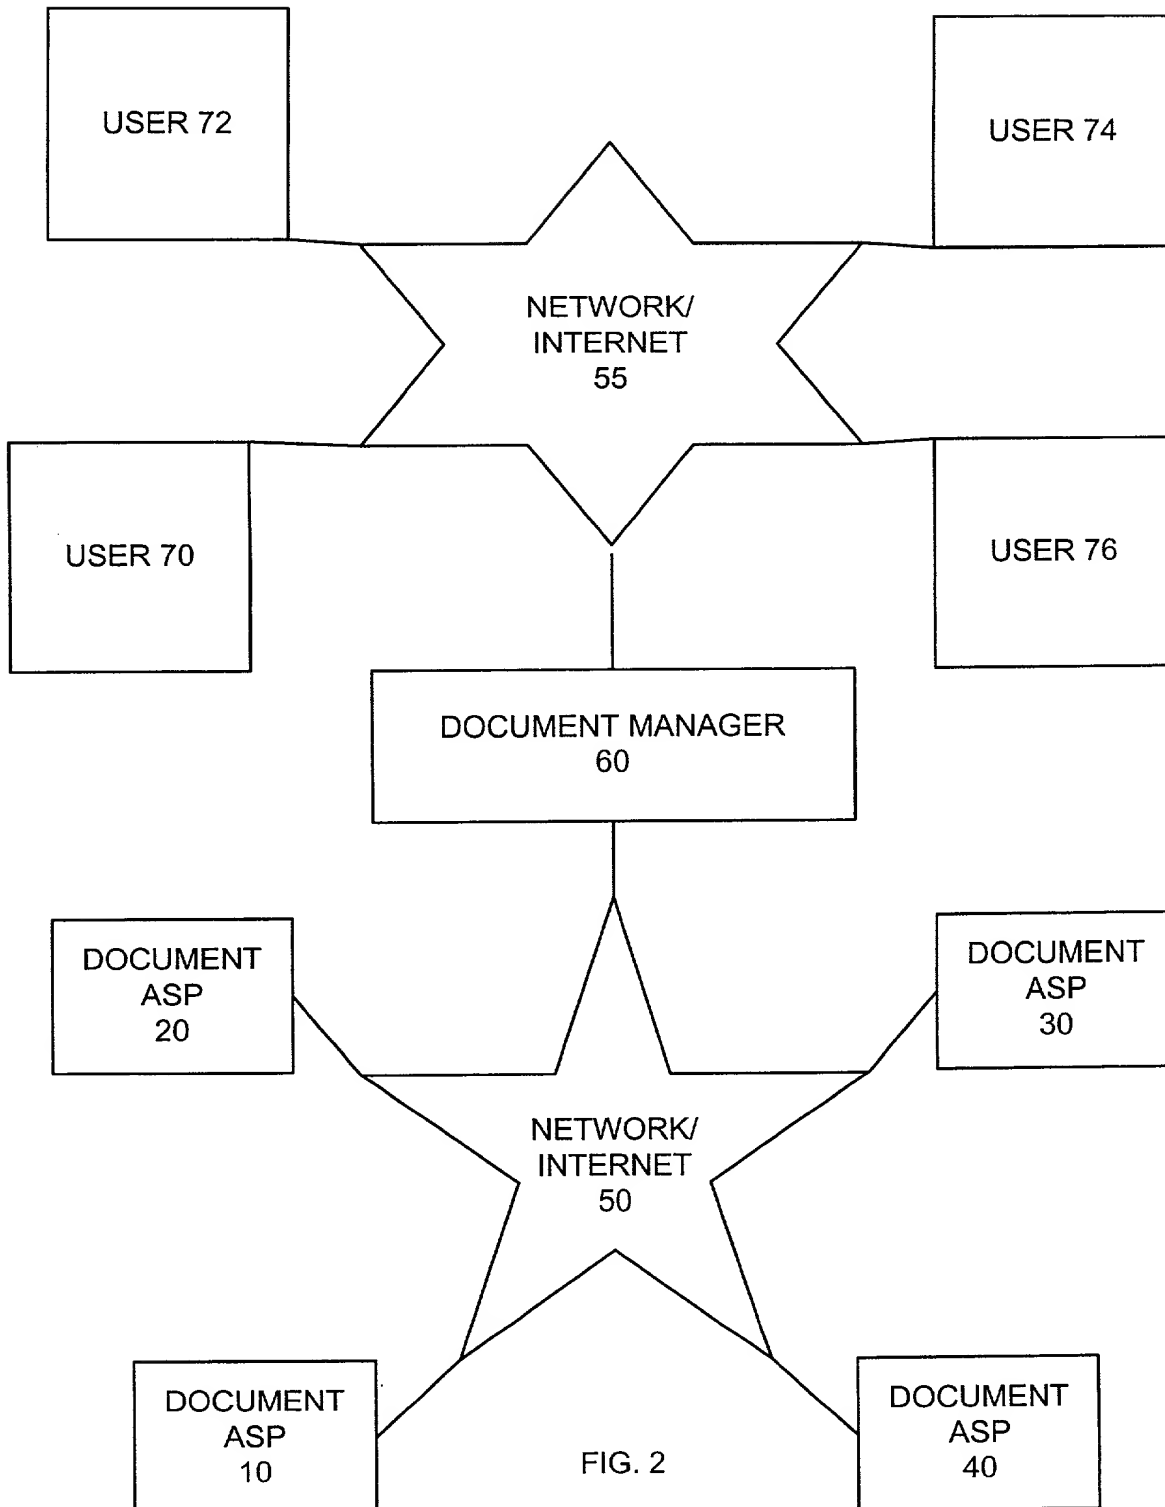 USER 72
USER 74
NETWORK/
INTERNET
55
USER 70
USER 76
DOCUMENT MANAGER
60
DOCUMENT
ASP
20
DOCUMENT
ASP
30
NETWORK/
INTERNET
50
DOCUMENT
ASP
10
DOCUMENT
ASP
40
FIG. 2